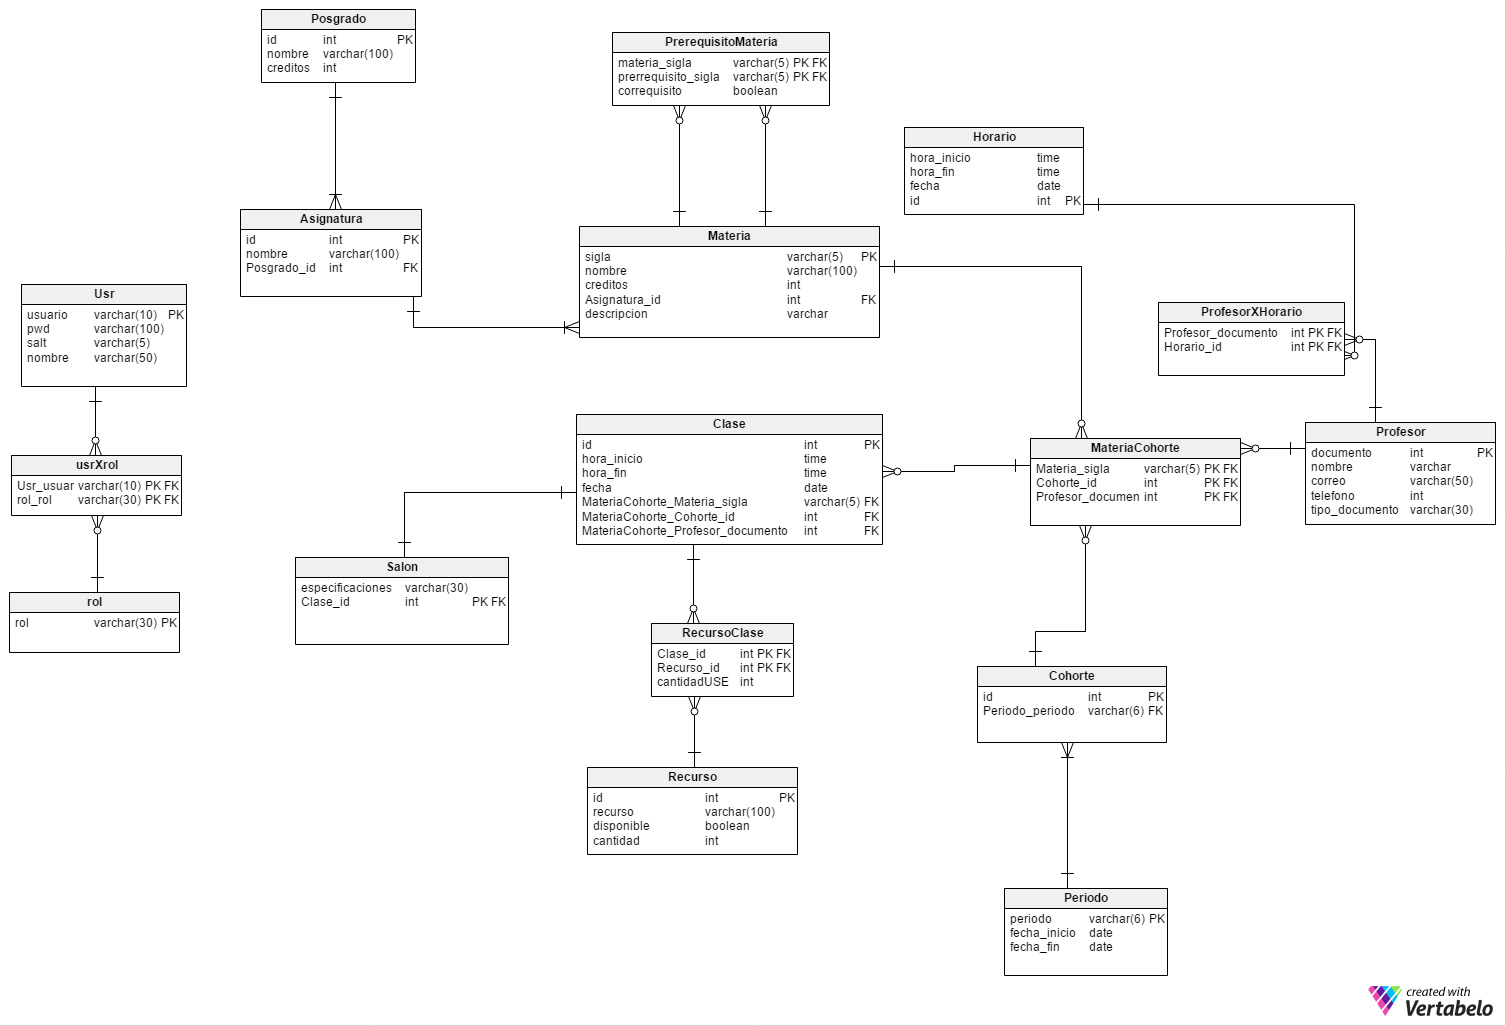 Posgrado
id int PK
nombre varchar(100)
creditos int
PrerequisitoMateria
materia_sigla varchar(5) PK FK
prerrequisito_sigla varchar(5) PK FK
correquisito boolean
Horario
hora_inicio time
hora_fin time
fecha date
id int PK
Asignatura
id int PK
nombre varchar(100)
Posgrado_id int FK
Materia
sigla varchar(5) PK
nombre varchar(100)
creditos int
Asignatura_id int FK
descripcion varchar
Usr
usuario varchar(10) PK
pwd varchar(100)
salt varchar(5)
nombre varchar(50)
ProfesorXHorario
Profesor_documento int PK FK
Horario_id int PK FK
Clase
id int PK
hora_inicio time
hora_fin time
fecha date
MateriaCohorte_Materia_sigla varchar(5) FK
MateriaCohorte_Cohorte_id int FK
MateriaCohorte_Profesor_documento int FK
MateriaCohorte
Materia_sigla varchar(5) PK FK
Cohorte_id int PK FK
Profesor_documen int PK FK
Profesor
documento int PK
nombre varchar
correo varchar(50)
telefono int
tipo_documento varchar(30)
usrXrol
Usr_usuar varchar(10) PK FK
rol_rol varchar(30) PK FK
Salon
especificaciones varchar(30)
Clase_id int PK FK
rol
rol varchar(30) PK
RecursoClase
Clase_id int PK FK
Recurso_id int PK FK
cantidadUSE int
Cohorte
id int PK
Periodo_periodo varchar(6) FK
Recurso
id int PK
recurso varchar(100)
disponible boolean
cantidad int
Periodo
periodo varchar(6) PK
fecha_inicio date
fecha_fin date
created with
Vertabelo